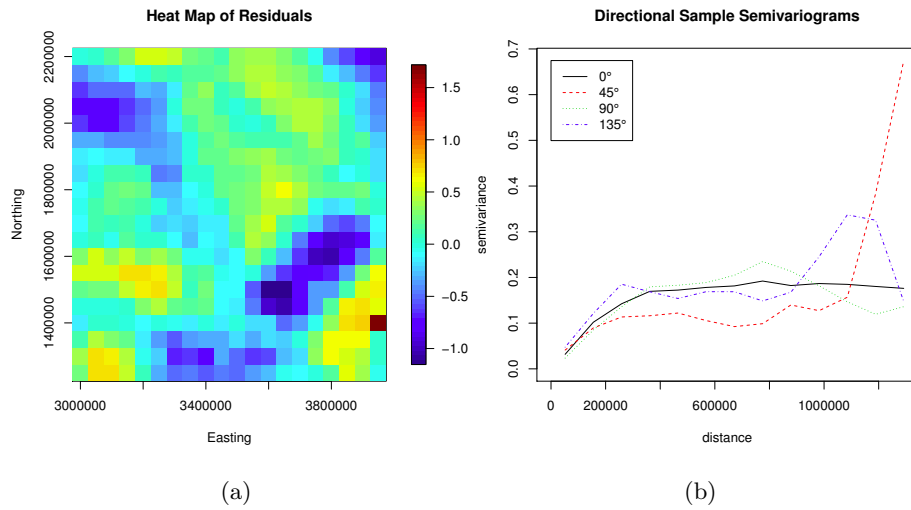 Heat Map of Residuals
Northing
1400000 1600000 1800000 2000000 2200000
3000000 3400000 3800000
Easting
1.5
1.0
0.5
0.0
−0.5
−1.0
(a)
Directional Sample Semivariograms
semivariance
0.7
0.6
0.5
0.4
0.3
0.2
0.1
0.0
0°
45°
90°
135°
0 200000 600000 1000000
distance
(b)